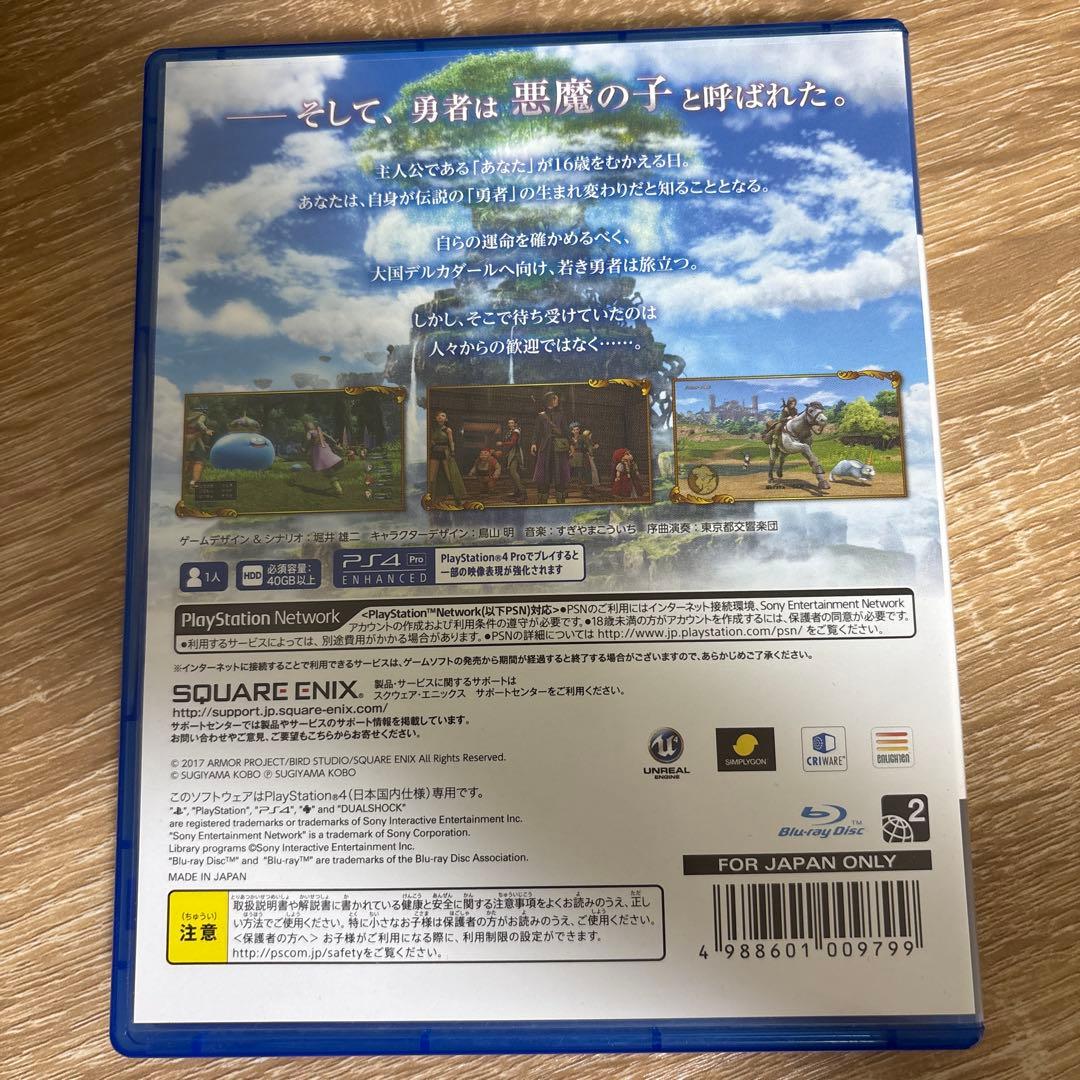 ──そして、勇者は悪魔の子と呼ばれた。
主人公である「あなた」が16歳をむかえる日。
あなたは、自身が伝説の「勇者」の生まれ変わりだと知ることとなる。
自らの運命を確かめるべく、
大国デルカダールへ向け、若き勇者は旅立つ。
しかし、そこで待ち受けていたのは
人々からの歓迎ではなく……。
ゲームデザイン & シナリオ：堀井 雄二 キャラクターデザイン：鳥山 明 音楽：すぎやまこういち 序曲演奏：東京都交響楽団
1人
HDD 必須容量：40GB以上
PS4 Pro ENHANCED
PlayStation®4 Proでプレイすると
一部の映像表現が強化されます
PlayStation Network
<PlayStation™Network(以下PSN)対応>●PSNのご利用にはインターネット接続環境、Sony Entertainment Network
アカウントの作成および利用条件の遵守が必要です。●18歳未満の方がアカウントを作成するには、保護者の同意が必要です。
●利用するサービスによっては、別途費用がかかる場合があります。●PSNの詳細については http://www.jp.playstation.com/psn/ をご覧ください。
※インターネットに接続することで利用できるサービスは、ゲームソフトの発売から期間が経過すると終了する場合がございますので、あらかじめご了承ください。
SQUARE ENIX®
製品・サービスに関するサポートは
スクウェア・エニックス サポートセンターをご利用ください。
http://support.jp.square-enix.com/
サポートセンターでは製品やサービスのサポート情報を掲載しています。
お問い合わせやご意見、ご要望もこちらからお寄せください。
© 2017 ARMOR PROJECT/BIRD STUDIO/SQUARE ENIX All Rights Reserved.
© SUGIYAMA KOBO ℗ SUGIYAMA KOBO
UNREAL ENGINE 4
SIMPLYGON
CRIWARE™
ENLIGHTEN
このソフトウェアはPlayStation®4(日本国内仕様)専用です。
"PS", "PlayStation", "PS4", "✚" and "DUALSHOCK"
are registered trademarks or trademarks of Sony Interactive Entertainment Inc.
"Sony Entertainment Network" is a trademark of Sony Corporation.
Library programs ©Sony Interactive Entertainment Inc.
"Blu-ray Disc™" and "Blu-ray™" are trademarks of the Blu-ray Disc Association.
MADE IN JAPAN
Blu-ray Disc™
2
FOR JAPAN ONLY
(ちゅうい)
注意
取扱説明書や解説書に書かれている健康と安全に関する注意事項をよくお読みのうえ、正し
い方法でご使用ください。特に小さなお子様は保護者の方がお読みのうえ、ご使用ください。
<保護者の方へ> お子様がご利用になる際に、利用制限の設定ができます。
http://pscom.jp/safetyをご覧ください。
4 988601 009799